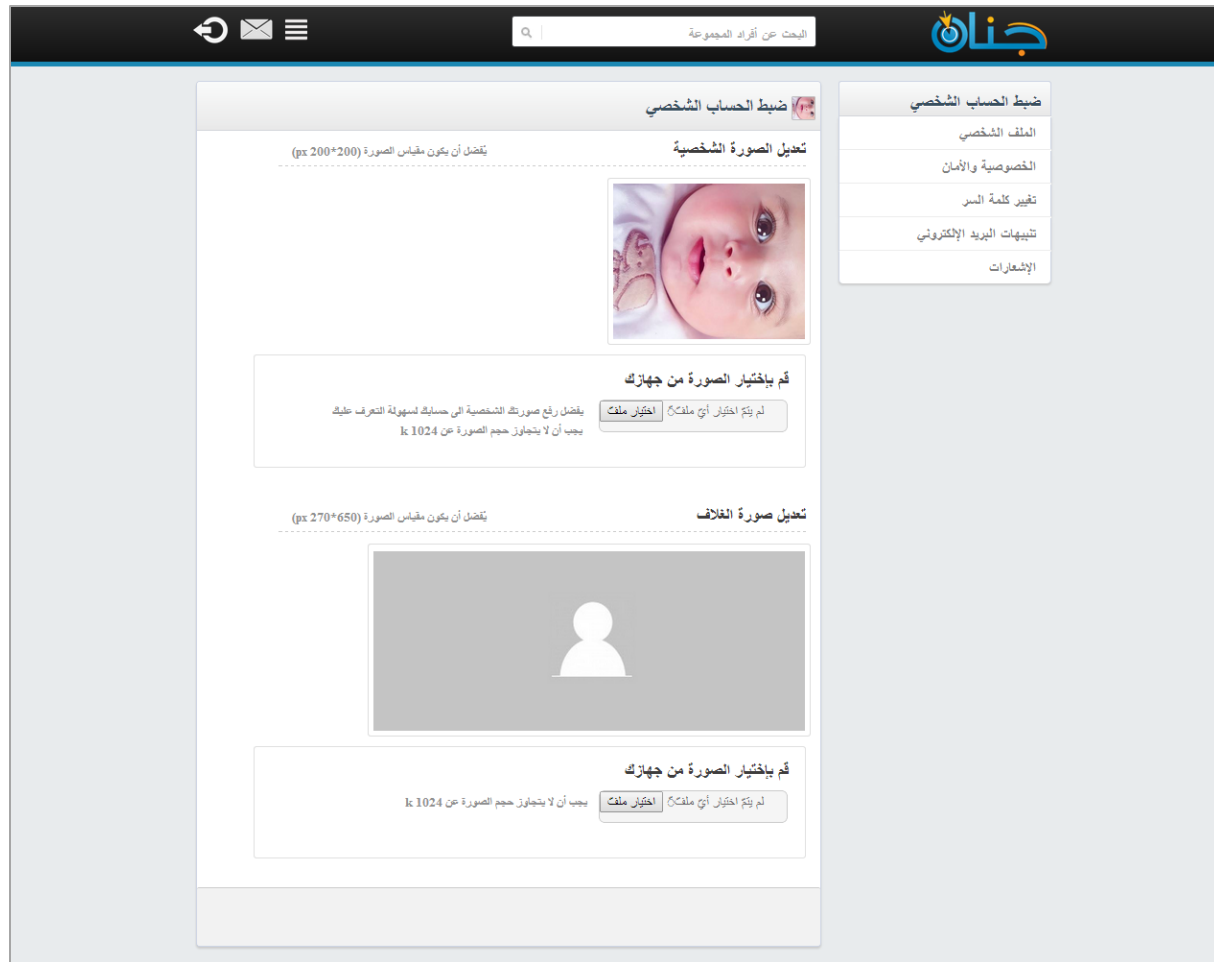 جنان
البحث عن أفراد المجموعة
ضبط الحساب الشخصي
الملف الشخصي
الخصوصية والأمان
تغيير كلمة السر
تنبيهات البريد الإلكتروني
الإشعارات
ضبط الحساب الشخصي
تعديل الصورة الشخصية
يُفضل أن يكون مقياس الصورة (200*200 px)
قم بإختيار الصورة من جهازك
لم يتمّ اختيار أيّ ملفّ
اختيار ملفّ
يفضل رفع صورتك الشخصية الى حسابك لسهولة التعرف عليك
يجب أن لا يتجاوز حجم الصورة عن 1024 k
تعديل صورة الغلاف
يُفضل أن يكون مقياس الصورة (650*270 px)
قم بإختيار الصورة من جهازك
لم يتمّ اختيار أيّ ملفّ
اختيار ملفّ
يجب أن لا يتجاوز حجم الصورة عن 1024 k